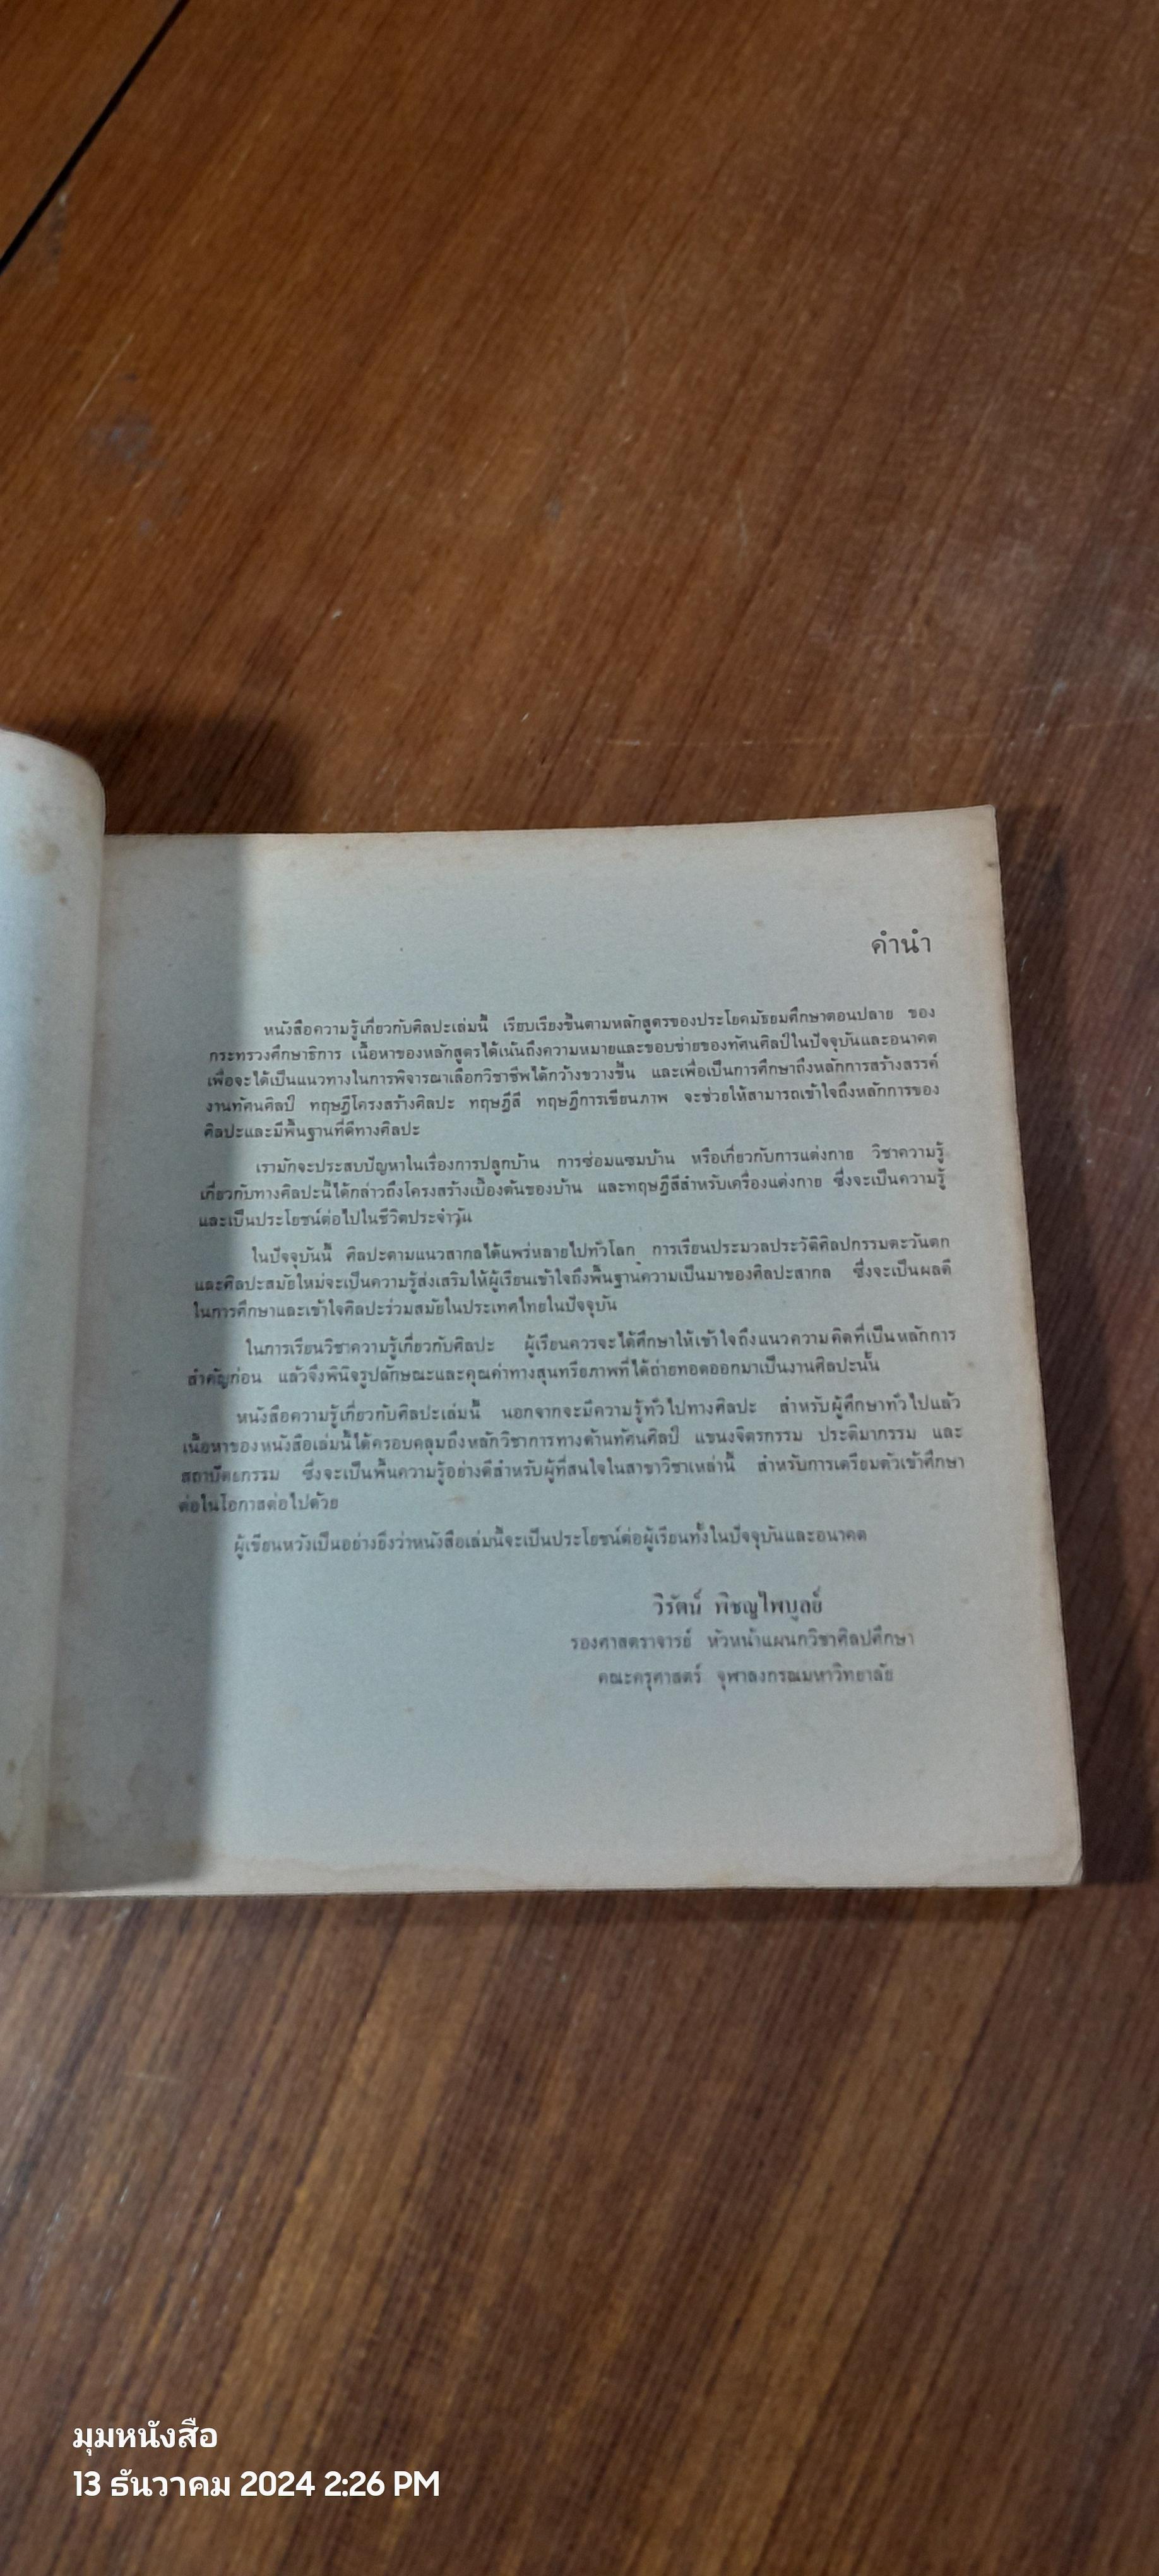 คำนำ
หนังสือความรู้เกี่ยวกับศิลปะเล่มนี้ เรียบเรียงขึ้นตามหลักสูตรของประโยคมัธยมศึกษาตอนปลาย ของ
กระทรวงศึกษาธิการ เนื้อหาของหลักสูตรได้เน้นถึงความหมายและขอบข่ายของทัศนศิลป์ในปัจจุบันและอนาคต
เพื่อจะได้เป็นแนวทางในการพิจารณาเลือกวิชาชีพได้กว้างขวางขึ้น และเพื่อเป็นการศึกษาถึงหลักการสร้างสรรค์
งานทัศนศิลป์ ทฤษฎีโครงสร้างศิลปะ ทฤษฎีสี ทฤษฎีการเขียนภาพ จะช่วยให้สามารถเข้าใจถึงหลักการของ
ศิลปะและมีพื้นฐานที่ดีทางศิลปะ
เรามักจะประสบปัญหาในเรื่องการปลูกบ้าน การซ่อมแซมบ้าน หรือเกี่ยวกับการแต่งกาย วิชาความรู้
เกี่ยวกับทางศิลปะนี้ได้กล่าวถึงโครงสร้างเบื้องต้นของบ้าน และทฤษฎีสีสำหรับเครื่องแต่งกาย ซึ่งจะเป็นความรู้
และเป็นประโยชน์ต่อไปในชีวิตประจำวัน
ในปัจจุบันนี้ ศิลปะตามแนวสากลได้แพร่หลายไปทั่วโลก การเรียนประมวลประวัติศิลปกรรมตะวันตก
และศิลปะสมัยใหม่จะเป็นความรู้ส่งเสริมให้ผู้เรียนเข้าใจถึงพื้นฐานความเป็นมาของศิลปะสากล ซึ่งจะเป็นผลดี
ในการศึกษาและเข้าใจศิลปะร่วมสมัยในประเทศไทยในปัจจุบัน
ในการเรียนวิชาความรู้เกี่ยวกับศิลปะ ผู้เรียนควรจะได้ศึกษาให้เข้าใจถึงแนวความคิดที่เป็นหลักการ
สำคัญก่อน แล้วจึงพินิจรูปลักษณะและคุณค่าทางสุนทรียภาพที่ได้ถ่ายทอดออกมาเป็นงานศิลปะนั้น
หนังสือความรู้เกี่ยวกับศิลปะเล่มนี้ นอกจากจะมีความรู้ทั่วไปทางศิลปะ สำหรับผู้ศึกษาทั่วไปแล้ว
เนื้อหาของหนังสือเล่มนี้ได้ครอบคลุมถึงหลักวิชาการทางด้านทัศนศิลป์ แขนงจิตรกรรม ประติมากรรม และ
สถาปัตยกรรม ซึ่งจะเป็นพื้นความรู้อย่างดีสำหรับผู้ที่สนใจในสาขาวิชาเหล่านี้ สำหรับการเตรียมตัวเข้าศึกษา
ต่อในโอกาสต่อไปด้วย
ผู้เขียนหวังเป็นอย่างยิ่งว่าหนังสือเล่มนี้จะเป็นประโยชน์ต่อผู้เรียนทั้งในปัจจุบันและอนาคต
วิรัตน์ พิชญไพบูลย์
รองศาสตราจารย์ หัวหน้าแผนกวิชาศิลปศึกษา
คณะครุศาสตร์ จุฬาลงกรณมหาวิทยาลัย
มุมหนังสือ
13 ธันวาคม 2024 2:26 PM